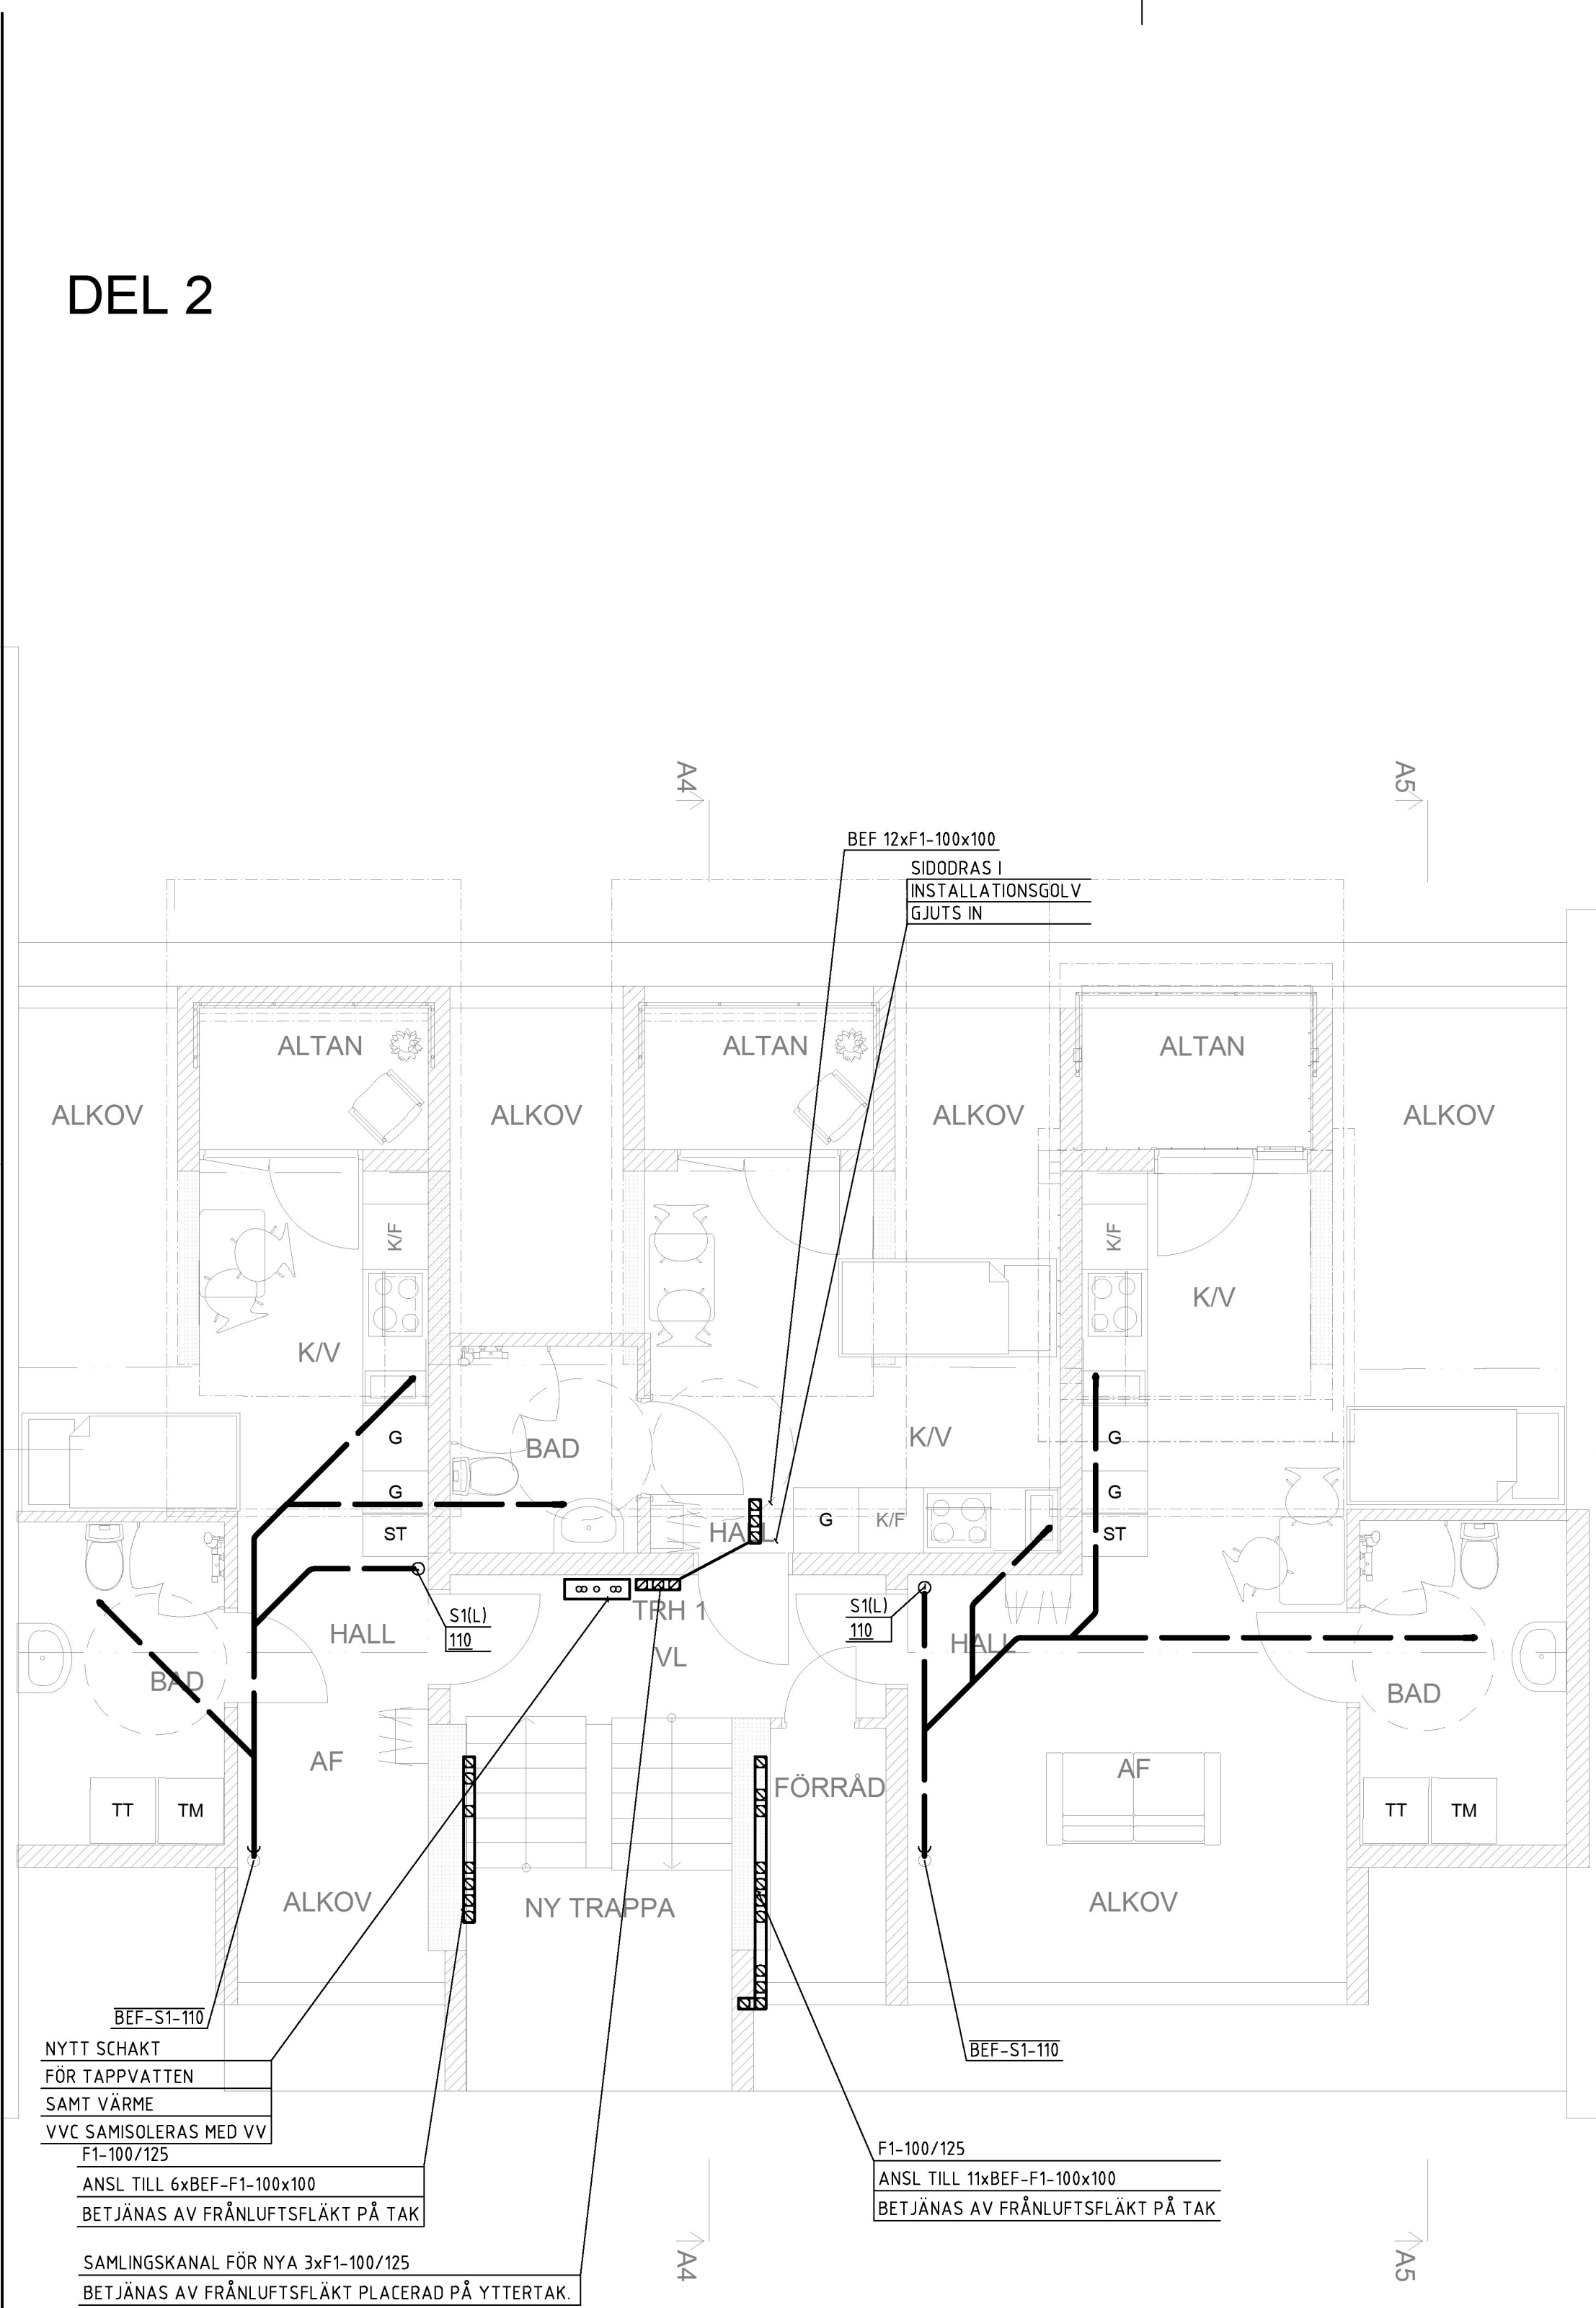 DEL 2
A4
A5
BEF 12xF1-100x100
SIDODRAS I
INSTALLATIONSGOLV
GJUTS IN
ALTAN
ALTAN
ALTAN
ALKOV
ALKOV
ALKOV
ALKOV
K/F
K/F
K/V
K/V
K/V
G
G
BAD
G
G
ST
HALL
G
K/F
ST
S1(L)
110
HALL
TRH 1
VL
S1(L)
110
HALL
BAD
BAD
AF
AF
FÖRRÅD
TT
TM
TT
TM
ALKOV
NY TRAPPA
ALKOV
BEF-S1-110
NYTT SCHAKT
FÖR TAPPVATTEN
SAMT VÄRME
VVC SAMISOLERAS MED VV
BEF-S1-110
F1-100/125
ANSL TILL 6xBEF-F1-100x100
BETJÄNAS AV FRÅNLUFTSFLÄKT PÅ TAK
F1-100/125
ANSL TILL 11xBEF-F1-100x100
BETJÄNAS AV FRÅNLUFTSFLÄKT PÅ TAK
SAMLINGSKANAL FÖR NYA 3xF1-100/125
BETJÄNAS AV FRÅNLUFTSFLÄKT PLACERAD PÅ YTTERTAK.
A4
A5